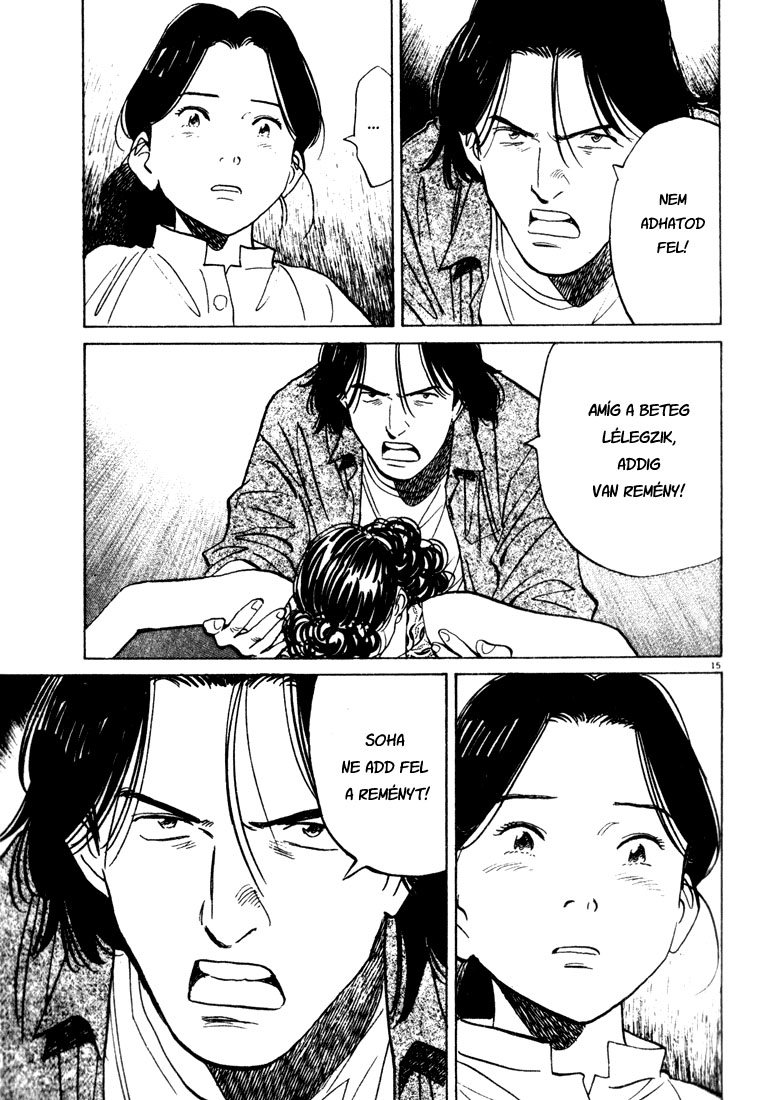 NEM
ADHATOD
FEL!
...
AMÍG A BETEG
LÉLEGZIK,
ADDIG
VAN REMÉNY!
15
SOHA
NE ADD FEL
A REMÉNYT!